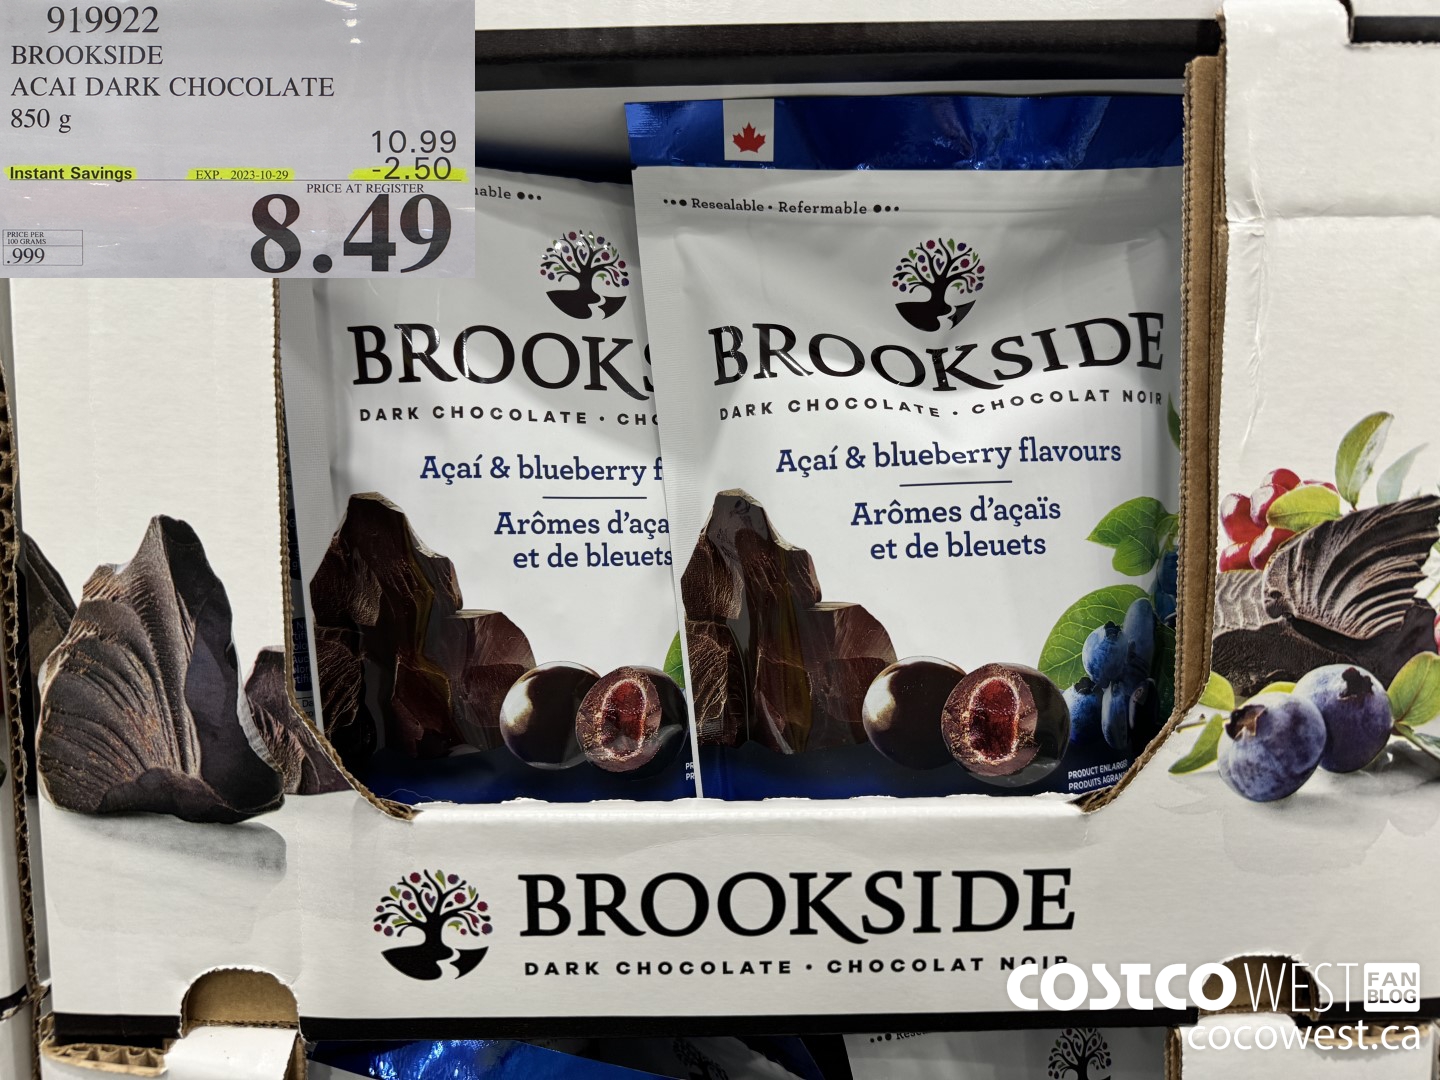 919922
BROOKSIDE
ACAI DARK CHOCOLATE
850 g
10.99
Instant Savings EXP. 2023-10-29 -2.50
PRICE AT REGISTER
8.49
PRICE PER
100 GRAMS
.999
Resealable • Refermable
BROOKSIDE
DARK CHOCOLATE • CHOCOLAT NOIR
Açaí & blueberry flavours
Arômes d'açaïs
et de bleuets
PRODUCT ENLARGED
BROOKS
DARK CHOCOLATE • CHO
Açaí & blueberry f
Arômes d'aça
et de bleuets
BROOKSIDE
DARK CHOCOLATE • CHOCOLAT NOIR
COSTCO WEST FAN BLOG
cocowest.ca